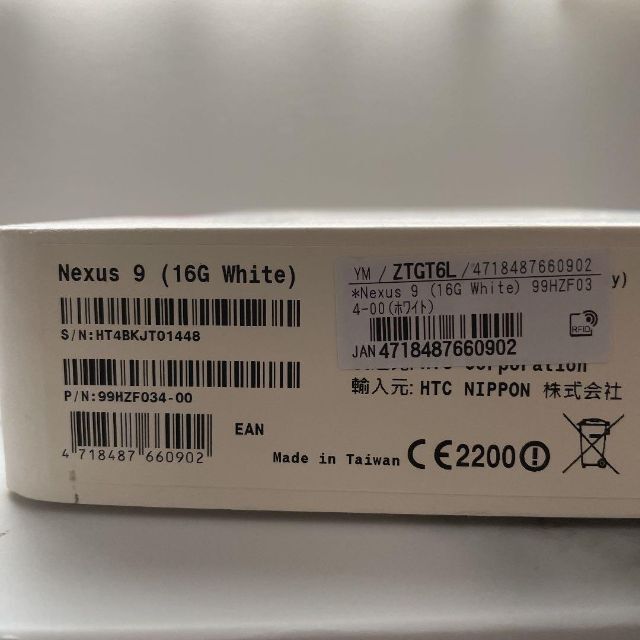 Nexus 9 (16G White)
S/N:HT4BKJT01448
P/N:99HZF034-00
4 718487 660902
EAN
Made in Taiwan
CE2200
YM / ZTGT6L / 4718487660902
*Nexus 9 (16G White) 99HZF03
4-00(ホワイト)
RFID
JAN 4718487660902
y)
Corporation
輸入元: HTC NIPPON 株式会社